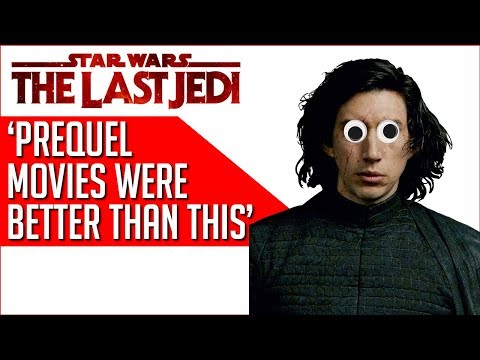 STAR WARS
THE LAST JEDI
‘PREQUEL
MOVIES WERE
BETTER THAN THIS’